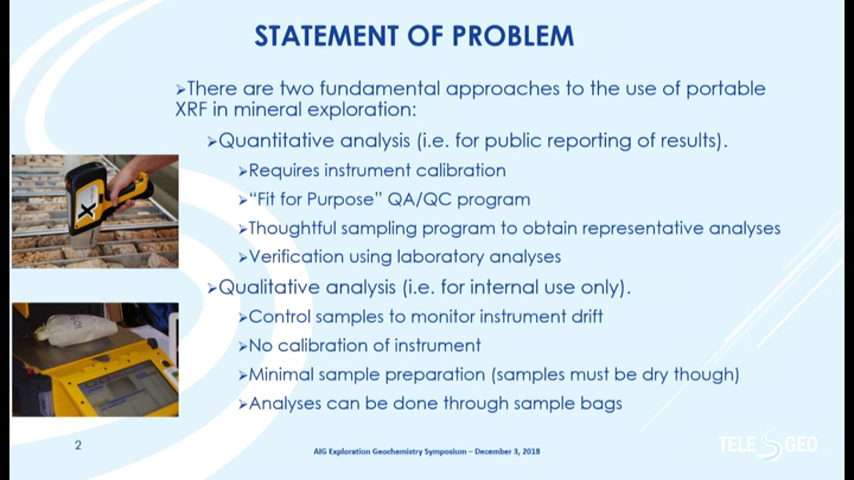 STATEMENT OF PROBLEM
➢There are two fundamental approaches to the use of portable
XRF in mineral exploration:
➢Quantitative analysis (i.e. for public reporting of results).
➢Requires instrument calibration
➢“Fit for Purpose” QA/QC program
➢Thoughtful sampling program to obtain representative analyses
➢Verification using laboratory analyses
➢Qualitative analysis (i.e. for internal use only).
➢Control samples to monitor instrument drift
➢No calibration of instrument
➢Minimal sample preparation (samples must be dry though)
➢Analyses can be done through sample bags
2
AIG Exploration Geochemistry Symposium – December 3, 2018
TELE GEO